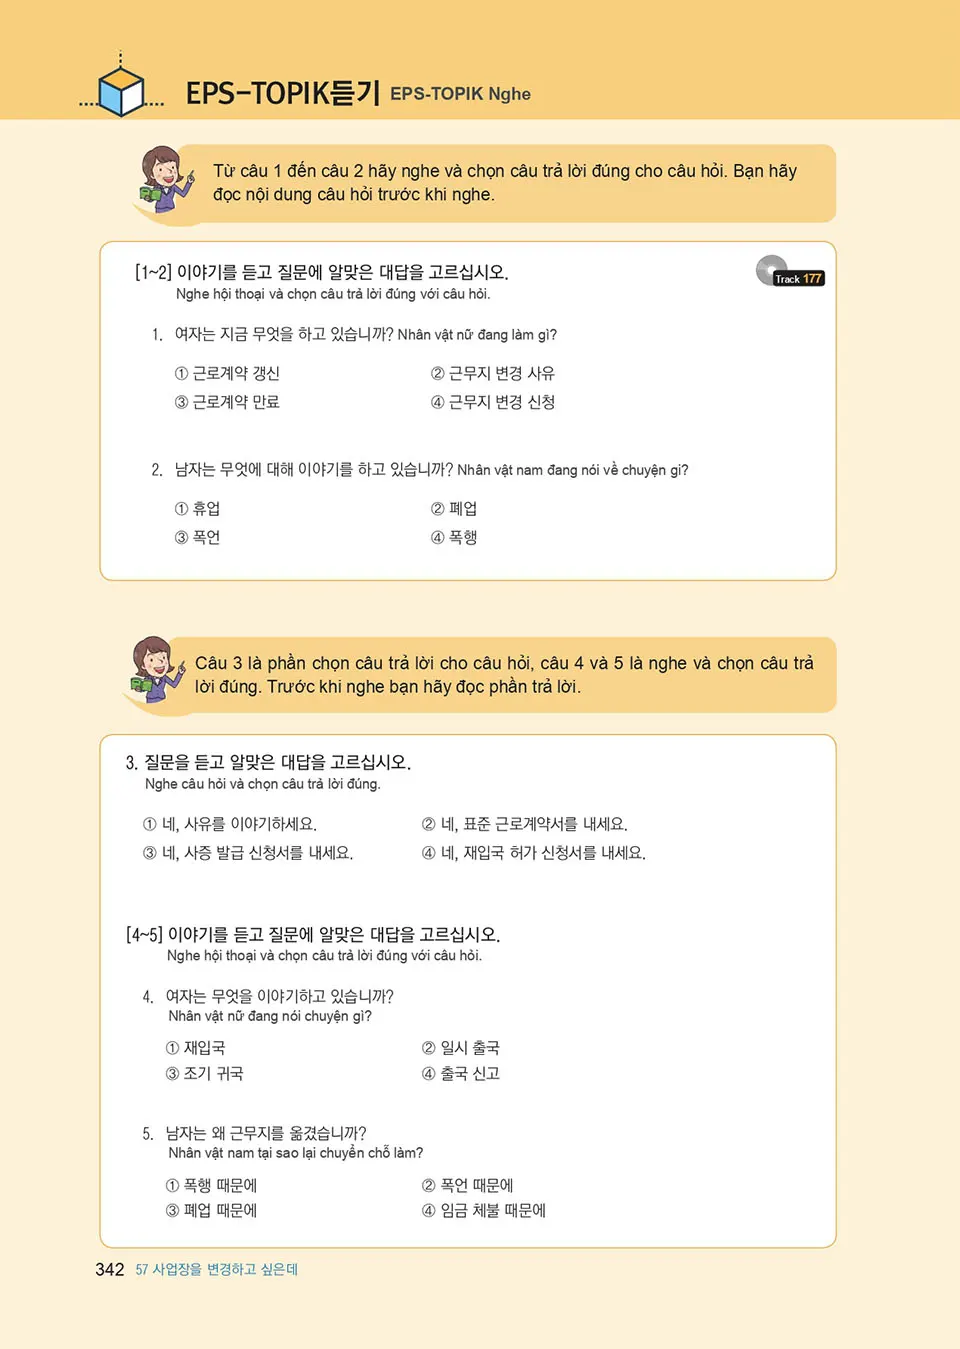 EPS-TOPIK듣기 EPS-TOPIK Nghe
Từ câu 1 đến câu 2 hãy nghe và chọn câu trả lời đúng cho câu hỏi. Bạn hãy
đọc nội dung câu hỏi trước khi nghe.
[1~2] 이야기를 듣고 질문에 알맞은 대답을 고르십시오.
Track 177
Nghe hội thoại và chọn câu trả lời đúng với câu hỏi.
1. 여자는 지금 무엇을 하고 있습니까? Nhân vật nữ đang làm gì?
① 근로계약 갱신 ② 근무지 변경 사유
③ 근로계약 만료 ④ 근무지 변경 신청
2. 남자는 무엇에 대해 이야기를 하고 있습니까? Nhân vật nam đang nói về chuyện gì?
① 휴업 ② 폐업
③ 폭언 ④ 폭행
Câu 3 là phần chọn câu trả lời cho câu hỏi, câu 4 và 5 là nghe và chọn câu trả
lời đúng. Trước khi nghe bạn hãy đọc phần trả lời.
3. 질문을 듣고 알맞은 대답을 고르십시오.
Nghe câu hỏi và chọn câu trả lời đúng.
① 네, 사유를 이야기하세요. ② 네, 표준 근로계약서를 내세요.
③ 네, 사증 발급 신청서를 내세요. ④ 네, 재입국 허가 신청서를 내세요.
[4~5] 이야기를 듣고 질문에 알맞은 대답을 고르십시오.
Nghe hội thoại và chọn câu trả lời đúng với câu hỏi.
4. 여자는 무엇을 이야기하고 있습니까?
Nhân vật nữ đang nói chuyện gì?
① 재입국 ② 일시 출국
③ 조기 귀국 ④ 출국 신고
5. 남자는 왜 근무지를 옮겼습니까?
Nhân vật nam tại sao lại chuyển chỗ làm?
① 폭행 때문에 ② 폭언 때문에
③ 폐업 때문에 ④ 임금 체불 때문에
342 57 사업장을 변경하고 싶은데